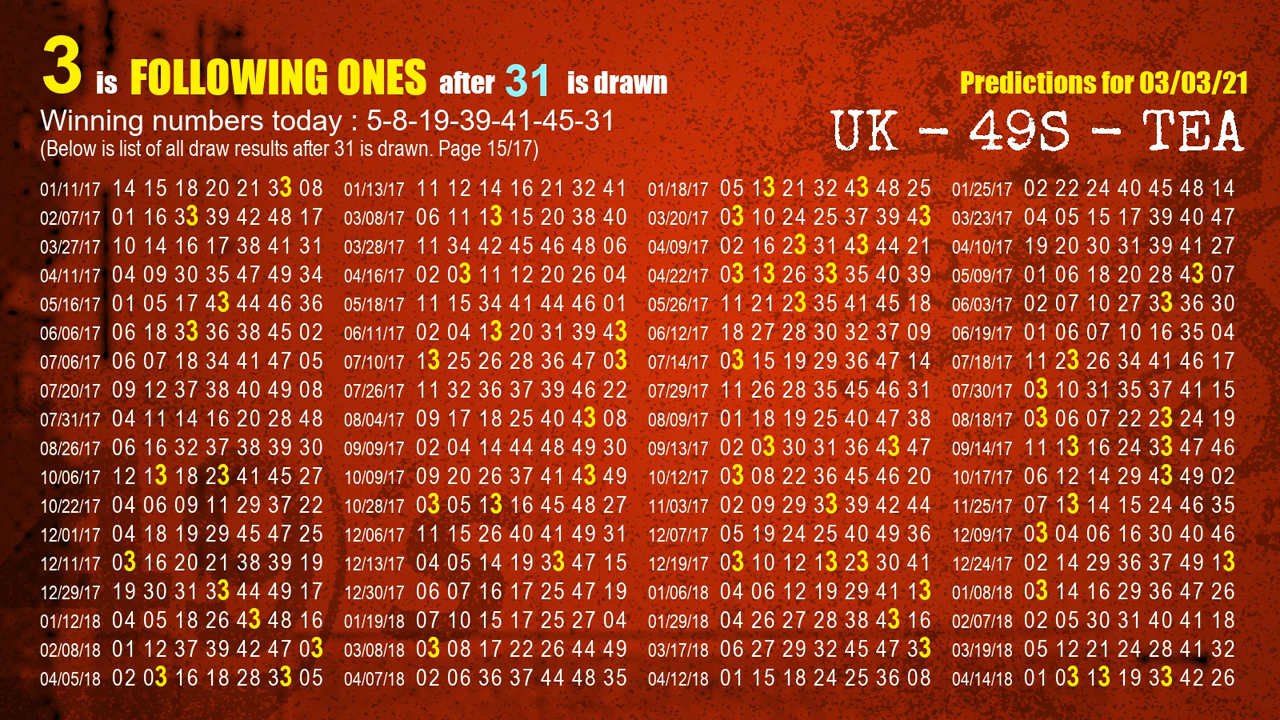 3 is FOLLOWING ONES after 31 is drawn
Predictions for 03/03/21
Winning numbers today : 5-8-19-39-41-45-31
UK - 49S - TEA
(Below is list of all draw results after 31 is drawn. Page 15/17)
01/11/17 14 15 18 20 21 33 08 01/13/17 11 12 14 16 21 32 41 01/18/17 05 13 21 32 43 48 25 01/25/17 02 22 24 40 45 48 14
02/07/17 01 16 33 39 42 48 17 03/08/17 06 11 13 15 20 38 40 03/20/17 03 10 24 25 37 39 43 03/23/17 04 05 15 17 39 40 47
03/27/17 10 14 16 17 38 41 31 03/28/17 11 34 42 45 46 48 06 04/09/17 02 16 23 31 43 44 21 04/10/17 19 20 30 31 39 41 27
04/11/17 04 09 30 35 47 49 34 04/16/17 02 03 11 12 20 26 04 04/22/17 03 13 26 33 35 40 39 05/09/17 01 06 18 20 28 43 07
05/16/17 01 05 17 43 44 46 36 05/18/17 11 15 34 41 44 46 01 05/26/17 11 21 23 35 41 45 18 06/03/17 02 07 10 27 33 36 30
06/06/17 06 18 33 36 38 45 02 06/11/17 02 04 13 20 31 39 43 06/12/17 18 27 28 30 32 37 09 06/19/17 01 06 07 10 16 35 04
07/06/17 06 07 18 34 41 47 05 07/10/17 13 25 26 28 36 47 03 07/14/17 03 15 19 29 36 47 14 07/18/17 11 23 26 34 41 46 17
07/20/17 09 12 37 38 40 49 08 07/26/17 11 32 36 37 39 46 22 07/29/17 11 26 28 35 45 46 31 07/30/17 03 10 31 35 37 41 15
07/31/17 04 11 14 16 20 28 48 08/04/17 09 17 18 25 40 43 08 08/09/17 01 18 19 25 40 47 38 08/18/17 03 06 07 22 23 24 19
08/26/17 06 16 32 37 38 39 30 09/09/17 02 04 14 44 48 49 30 09/13/17 02 03 30 31 36 43 47 09/14/17 11 13 16 24 33 47 46
10/06/17 12 13 18 23 41 45 27 10/09/17 09 20 26 37 41 43 49 10/12/17 03 08 22 36 45 46 20 10/17/17 06 12 14 29 43 49 02
10/22/17 04 06 09 11 29 37 22 10/28/17 03 05 13 16 45 48 27 11/03/17 02 09 29 33 39 42 44 11/25/17 07 13 14 15 24 46 35
12/01/17 04 18 19 29 45 47 25 12/06/17 11 15 26 40 41 49 31 12/07/17 05 19 24 25 40 49 36 12/09/17 03 04 06 16 30 40 46
12/11/17 03 16 20 21 38 39 19 12/13/17 04 05 14 19 33 47 15 12/19/17 03 10 12 13 23 30 41 12/24/17 02 14 29 36 37 49 13
12/29/17 19 30 31 33 44 49 17 12/30/17 06 07 16 17 25 47 19 01/06/18 04 06 12 19 29 41 13 01/08/18 03 14 16 29 36 47 26
01/12/18 04 05 18 26 43 48 16 01/19/18 07 10 15 17 25 27 04 01/29/18 04 26 27 28 38 43 16 02/07/18 02 05 30 31 40 41 18
02/08/18 01 12 37 39 42 47 03 03/08/18 03 08 17 22 26 44 49 03/17/18 06 27 29 32 45 47 33 03/19/18 05 12 21 24 28 41 32
04/05/18 02 03 16 18 28 33 05 04/07/18 02 06 36 37 44 48 35 04/12/18 01 15 18 24 25 36 08 04/14/18 01 03 13 19 33 42 26